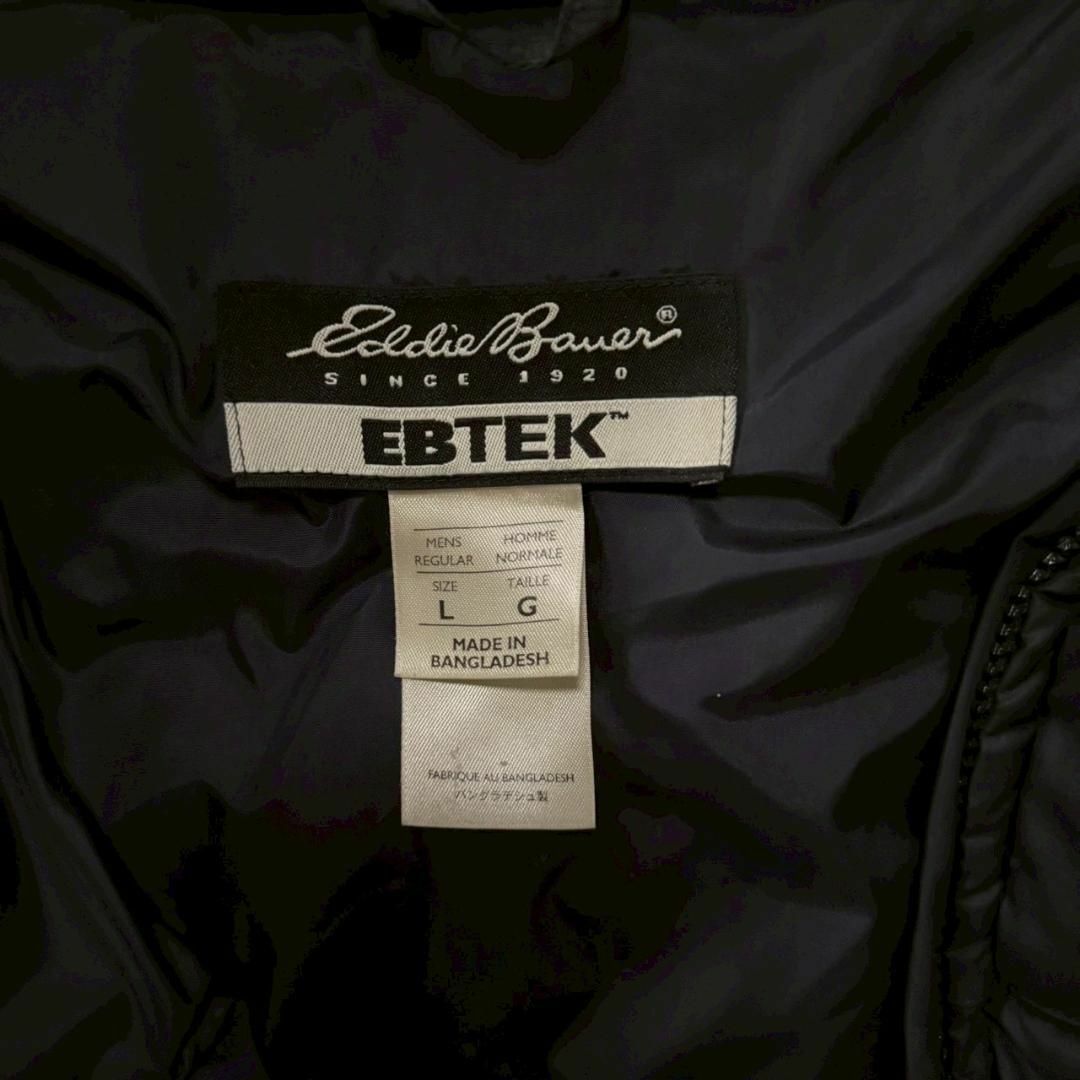 Eddie Bauer®
SINCE 1920
EBTEK™
MENS HOMME
REGULAR NORMALE
SIZE TAILLE
L G
MADE IN
BANGLADESH
FABRIQUE AU BANGLADESH
バングラデシュ製